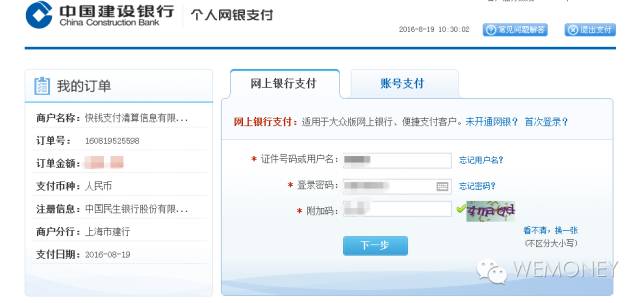 中国建设银行
China Construction Bank
个人网银支付
2016-8-19 10:30:02
常见问题解答
退出支付
我的订单
商户名称：快钱支付清算信息有限...
订单号：160819525598
订单金额：
支付币种：人民币
注册信息：中国民生银行股份有限...
商户分行：上海市建行
支付日期：2016-08-19
网上银行支付
账号支付
网上银行支付：适用于大众版网上银行、便捷支付客户。未开通网银？ 首次登录？
* 证件号码或用户名：
忘记用户名？
* 登录密码：
忘记密码？
* 附加码：
看不清，换一张
(不区分大小写)
下一步
WEMONEY